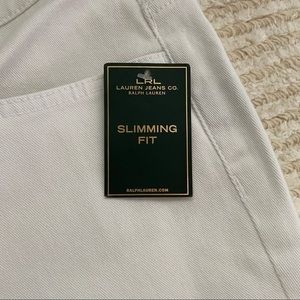 LRL
LAUREN JEANS CO.
RALPH LAUREN
SLIMMING
FIT
RALPHLAUREN.COM